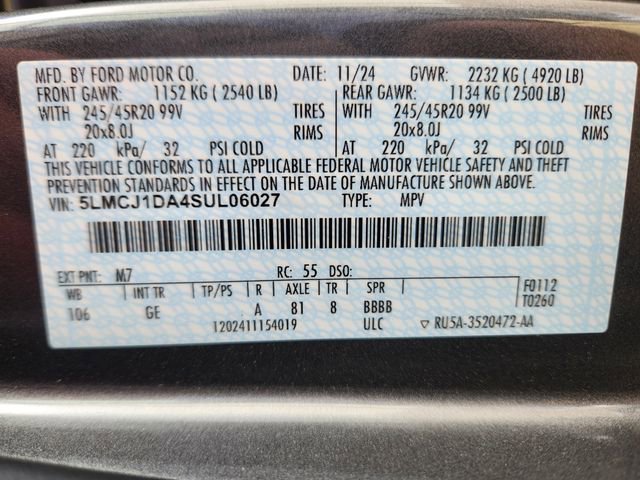 MFD. BY FORD MOTOR CO. DATE: 11/24 GVWR: 2232 KG ( 4920 LB)
FRONT GAWR: 1152 KG ( 2540 LB) REAR GAWR: 1134 KG ( 2500 LB)
WITH 245/45R20 99V TIRES WITH 245/45R20 99V TIRES
20x8.0J RIMS 20x8.0J RIMS
AT 220 kPa/ 32 PSI COLD AT 220 kPa/ 32 PSI COLD
THIS VEHICLE CONFORMS TO ALL APPLICABLE FEDERAL MOTOR VEHICLE SAFETY AND THEFT
PREVENTION STANDARDS IN EFFECT ON THE DATE OF MANUFACTURE SHOWN ABOVE.
VIN: 5LMCJ1DA4SUL06027 TYPE: MPV
EXT PNT: M7 RC: 55 DSO:
WB INT TR TP/PS R AXLE TR SPR F0112
106 GE A 81 8 BBBB T0260
1202411154019 ULC ▽ RU5A-3520472-AA